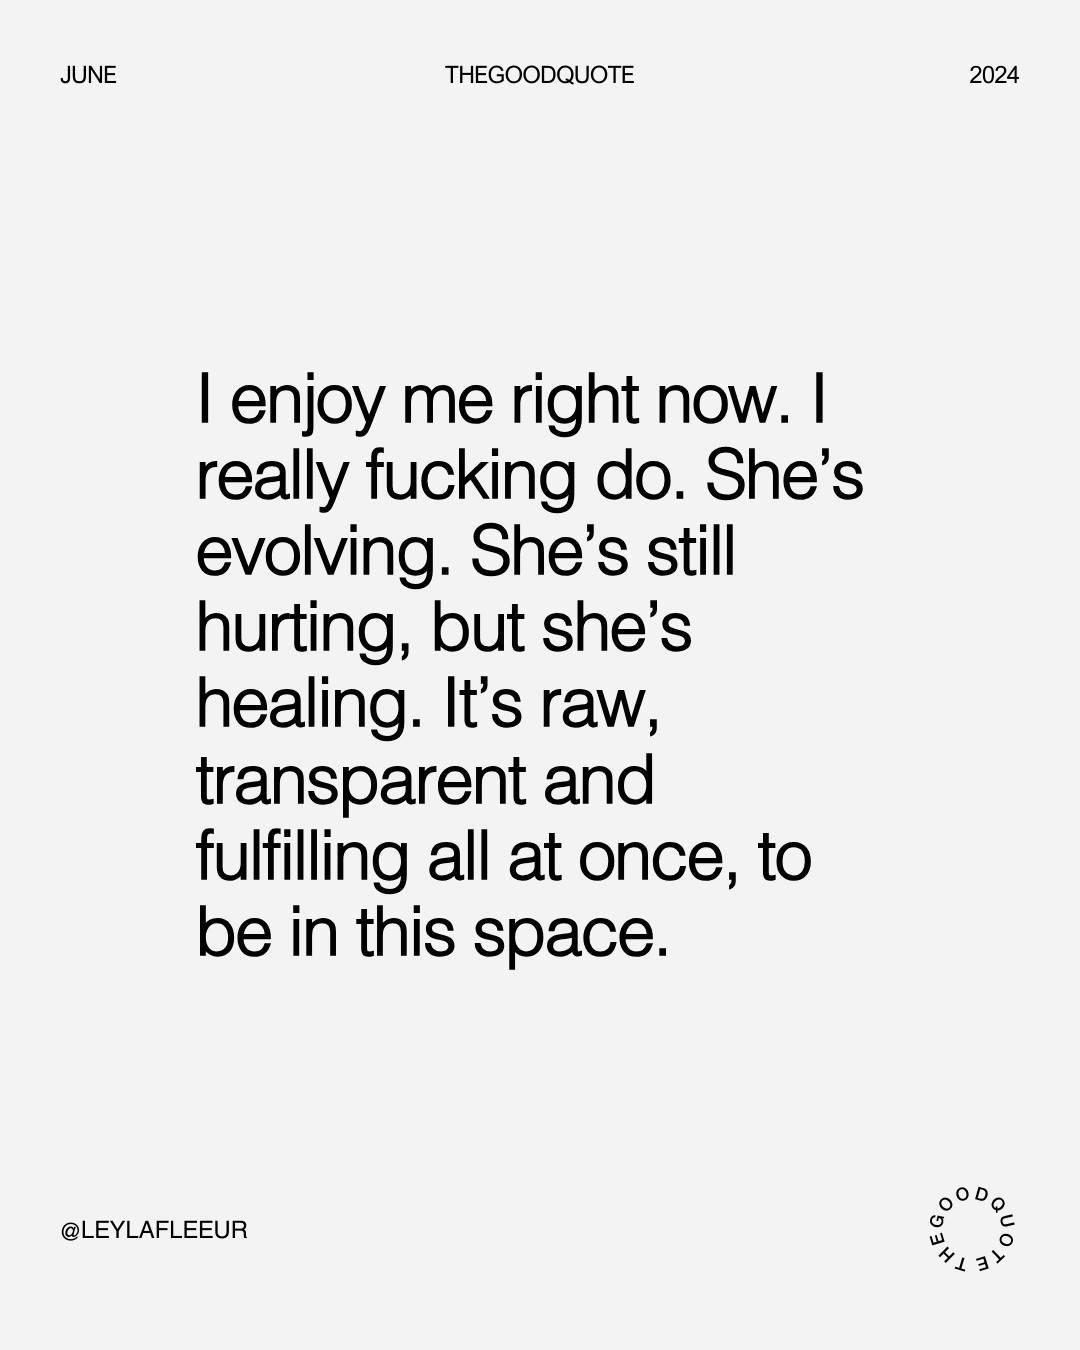 JUNE THEGOODQUOTE 2024
I enjoy me right now. I
really fucking do. She’s
evolving. She’s still
hurting, but she’s
healing. It’s raw,
transparent and
fulfilling all at once, to
be in this space.
@LEYLAFLEEUR
THEGOODQUOTE